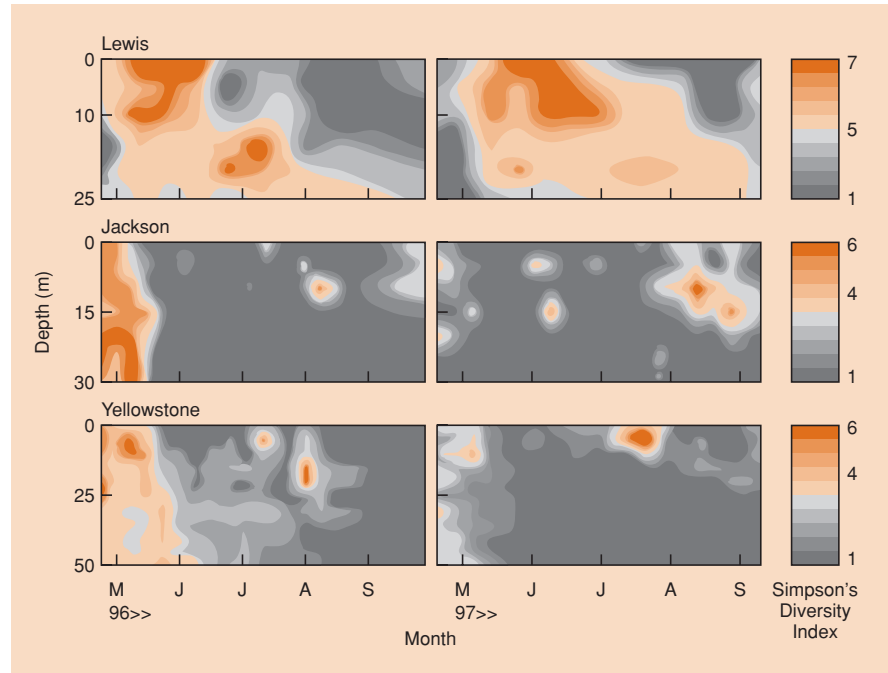 Lewis
0
10
25
7
5
1
Jackson
0
15
30
6
4
1
Depth (m)
Yellowstone
0
25
50
6
4
1
M J J A S M J J A S
96>> 97>>
Month
Simpson's
Diversity
Index